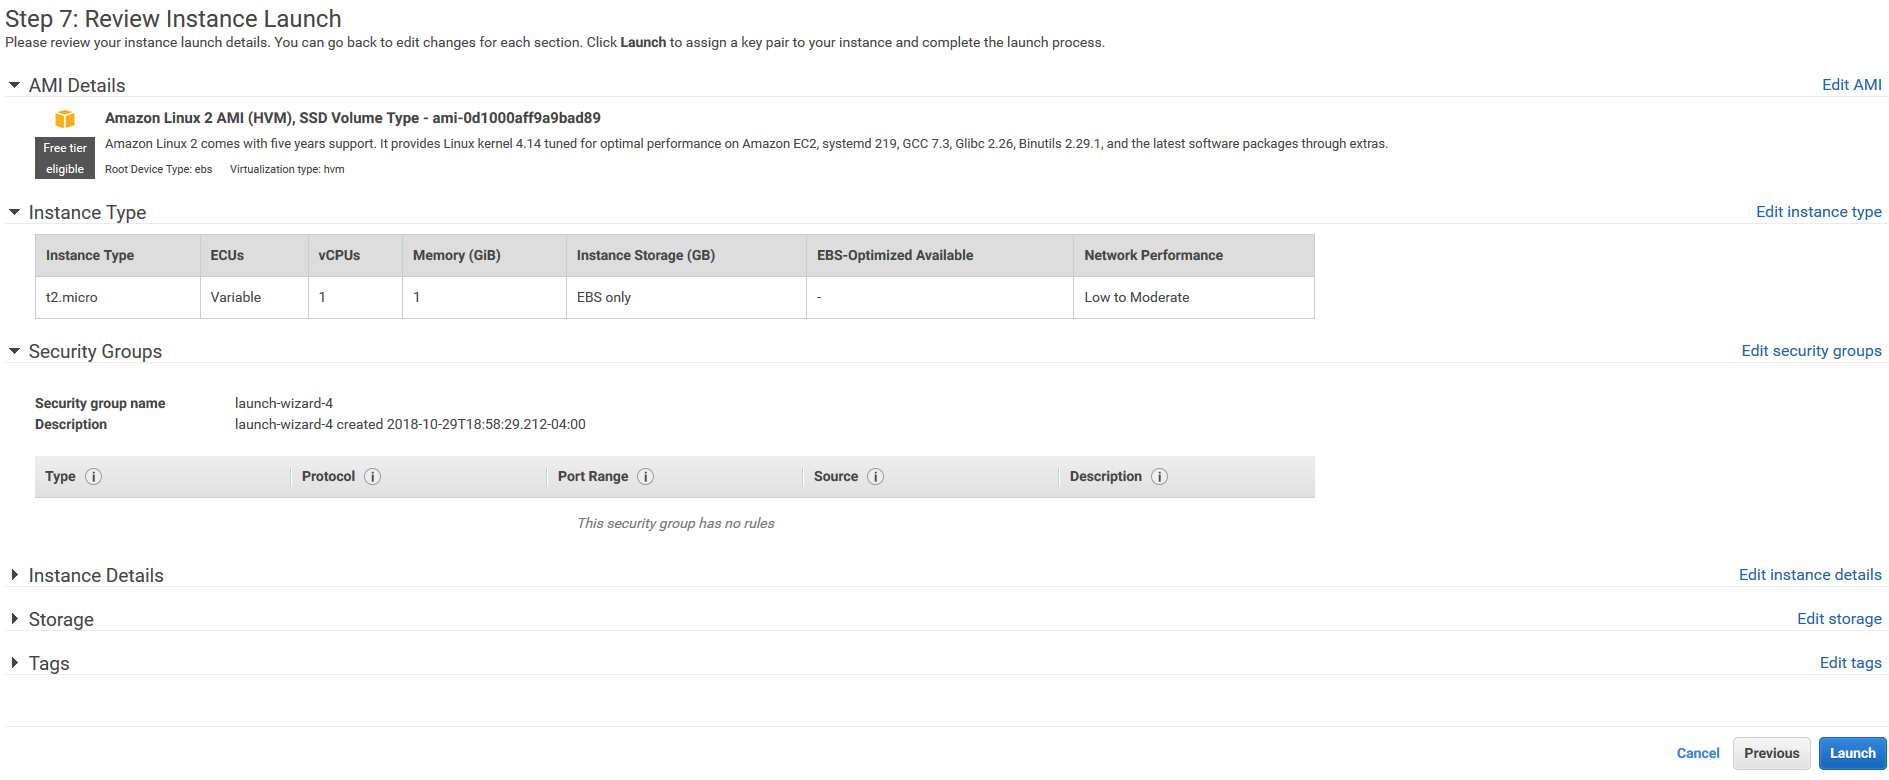 Step 7: Review Instance Launch
Please review your instance launch details. You can go back to edit changes for each section. Click Launch to assign a key pair to your instance and complete the launch process.
AMI Details Edit AMI
Amazon Linux 2 AMI (HVM), SSD Volume Type - ami-0d1000aff9a9bad89
Free tier eligible
Amazon Linux 2 comes with five years support. It provides Linux kernel 4.14 tuned for optimal performance on Amazon EC2, systemd 219, GCC 7.3, Glibc 2.26, Binutils 2.29.1, and the latest software packages through extras.
Root Device Type: ebs Virtualization type: hvm
Instance Type Edit instance type
Instance Type ECUs vCPUs Memory (GiB) Instance Storage (GB) EBS-Optimized Available Network Performance
t2.micro Variable 1 1 EBS only - Low to Moderate
Security Groups Edit security groups
Security group name launch-wizard-4
Description launch-wizard-4 created 2018-10-29T18:58:29.212-04:00
Type i Protocol i Port Range i Source i Description i
This security group has no rules
Instance Details Edit instance details
Storage Edit storage
Tags Edit tags
Cancel Previous Launch